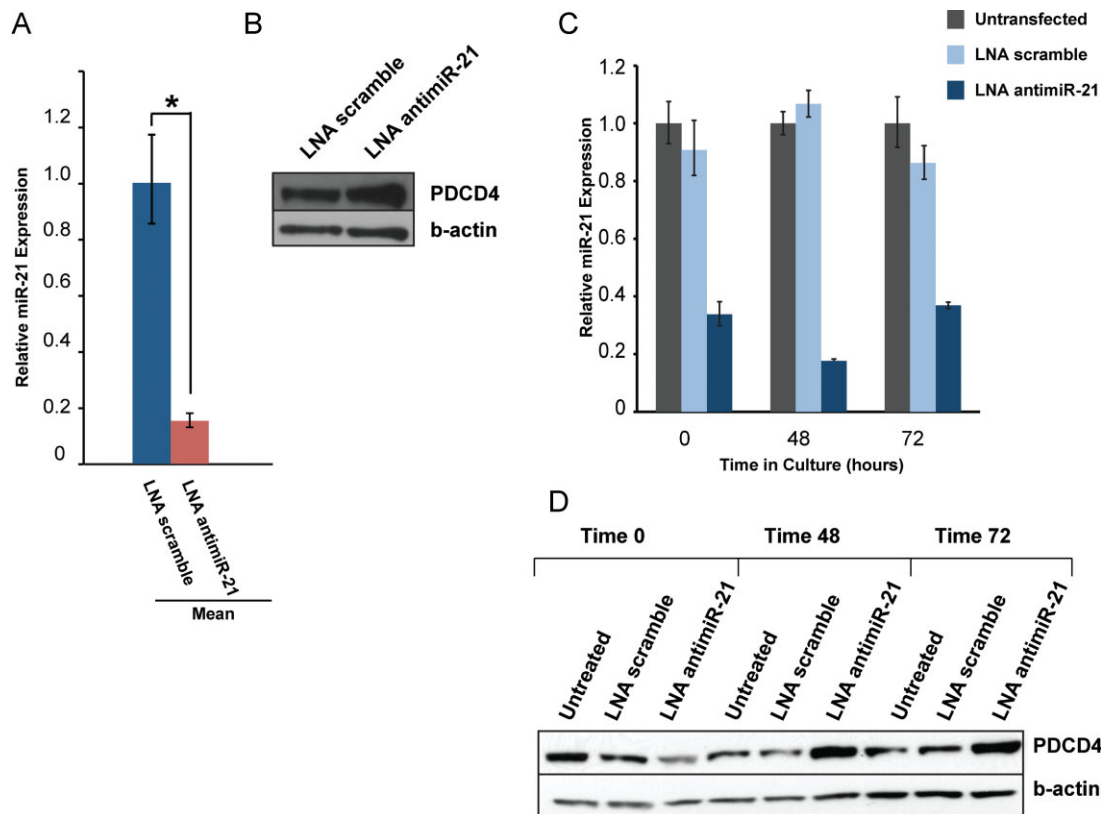 A
Relative miR-21 Expression
1.2
1.0
0.8
0.6
0.4
0.2
0
*
LNA scramble
LNA antimiR-21
Mean
B
LNA scramble
LNA antimiR-21
PDCD4
b-actin
C
Untransfected
LNA scramble
LNA antimiR-21
Relative miR-21 Expression
1.2
1.0
0.8
0.6
0.4
0.2
0
0 48 72
Time in Culture (hours)
D
Time 0 Time 48 Time 72
Untreated
LNA scramble
LNA antimiR-21
Untreated
LNA scramble
LNA antimiR-21
Untreated
LNA scramble
LNA antimiR-21
PDCD4
b-actin